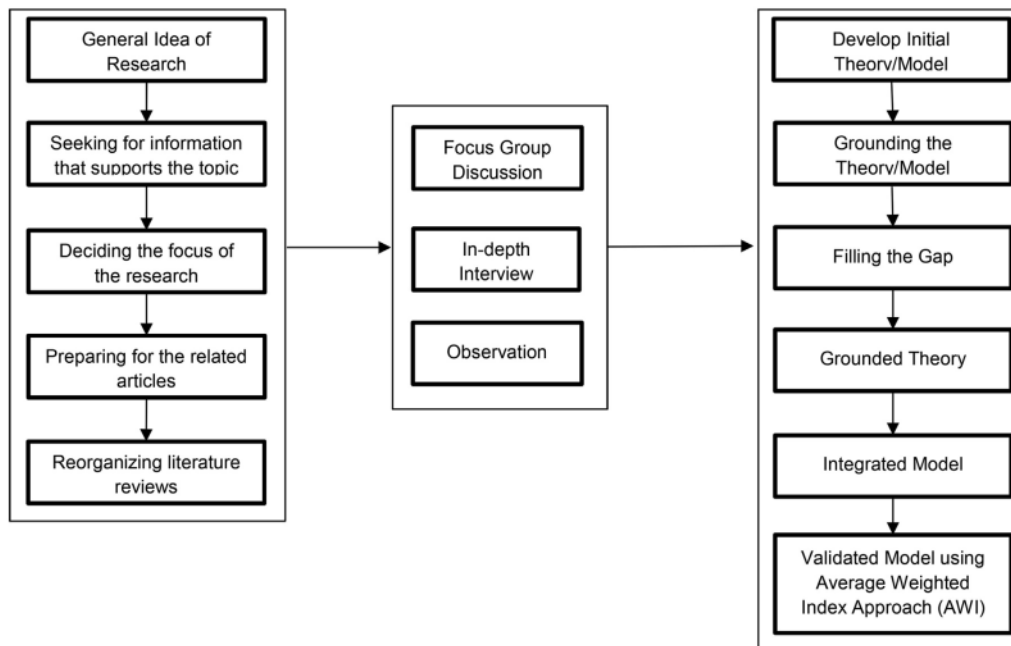 General Idea of
Research
Seeking for information
that supports the topic
Deciding the focus of
the research
Preparing for the related
articles
Reorganizing literature
reviews
Focus Group
Discussion
In-depth
Interview
Observation
Develop Initial
Theory/Model
Grounding the
Theory/Model
Filling the Gap
Grounded Theory
Integrated Model
Validated Model using
Average Weighted
Index Approach (AWI)